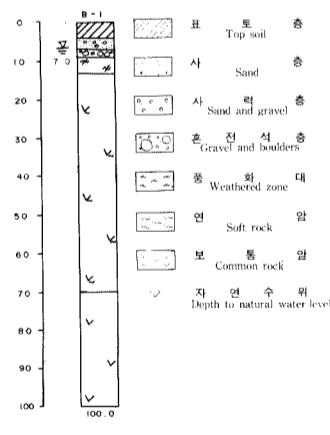 B - 1
0
10
20
30
40
50
60
70
80
90
100
7 0
100.0
표 토 층
Top soil
사 층
Sand
사 력 층
Sand and gravel
혼 전 석 층
Gravel and boulders
풍 화 대
Weathered zone
연 암
Soft rock
보 통 암
Common rock
자 연 수 위
Depth to natural water level